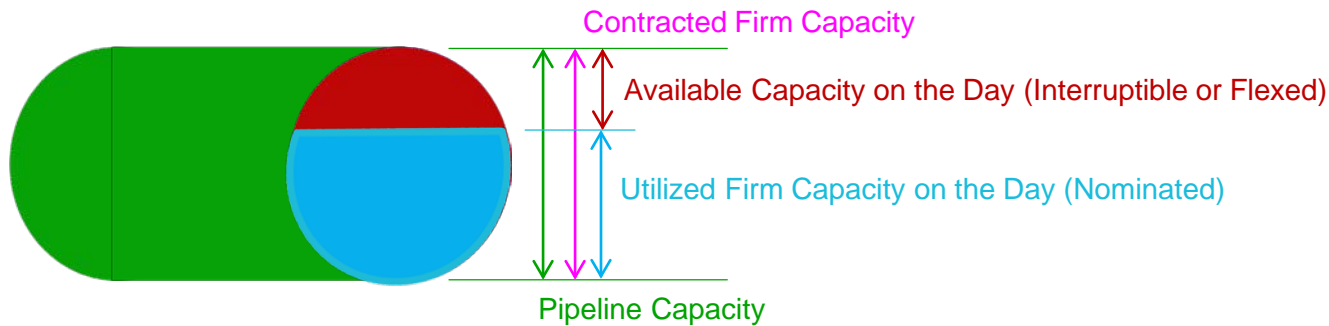 Contracted Firm Capacity
Available Capacity on the Day (Interruptible or Flexed)
Utilized Firm Capacity on the Day (Nominated)
Pipeline Capacity